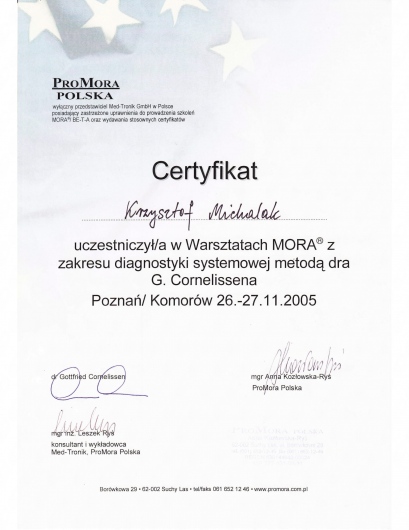 PROMORA
POLSKA
wyłączny przedstawiciel Med-Tronik GmbH w Polsce
posiadający zastrzeżone uprawnienia do prowadzenia szkoleń
MORA®i BE-T-A oraz wydawania stosownych certyfikatów
Certyfikat
Krzysztof Michalak
uczestniczył/a w Warsztatach MORA® z
zakresu diagnostyki systemowej metodą dra
G. Cornelissena
Poznań/ Komorów 26.-27.11.2005
dr Gottfried Cornelissen
mgr Anna Kozłowska-Ryś
ProMora Polska
mgr inż. Leszek Ryś
konsultant i wykładowca
Med-Tronik, ProMora Polska
Borówkowa 29 • 62-002 Suchy Las • tel/faks 061 652 12 46 • www.promora.com.pl